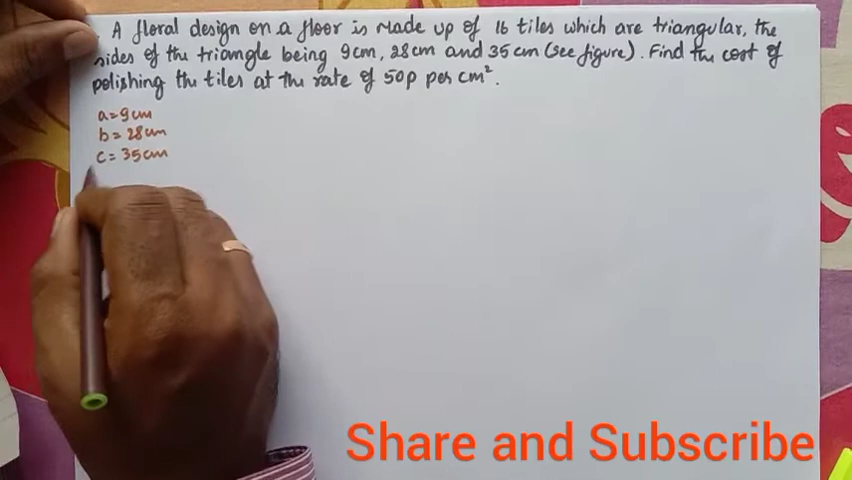 A floral design on a floor is made up of 16 tiles which are triangular, the
sides of the triangle being 9cm, 28cm and 35cm (see figure). Find the cost of
polishing the tiles at the rate of 50p per cm².
a=9cm
b=28cm
c=35cm
Share and Subscribe